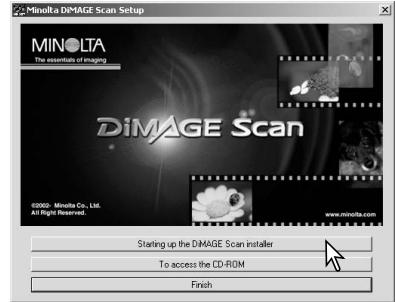 Minolta DiMAGE Scan Setup
MINOLTA
The essentials of imaging
DiMAGE Scan
©2002- Minolta Co., Ltd.
All Right Reserved.
www.minolta.com
Starting up the DiMAGE Scan installer
To access the CD-ROM
Finish